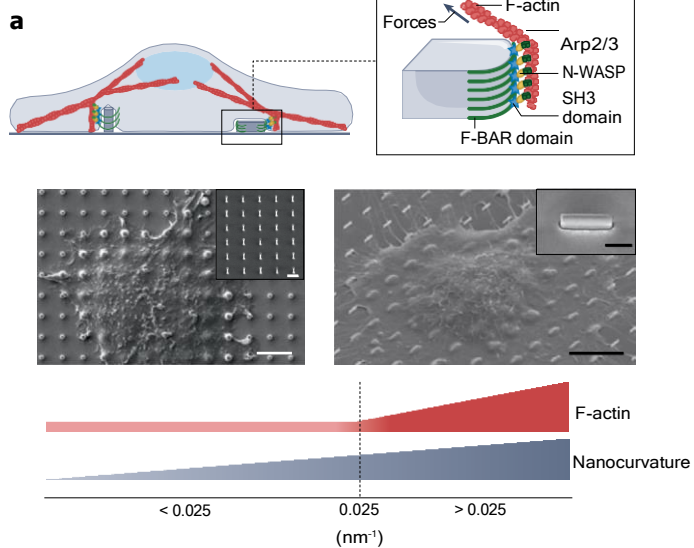 a
Forces
F-actin
Arp2/3
N-WASP
SH3
domain
F-BAR domain
F-actin
Nanocurvature
< 0.025
0.025
> 0.025
(nm⁻¹)